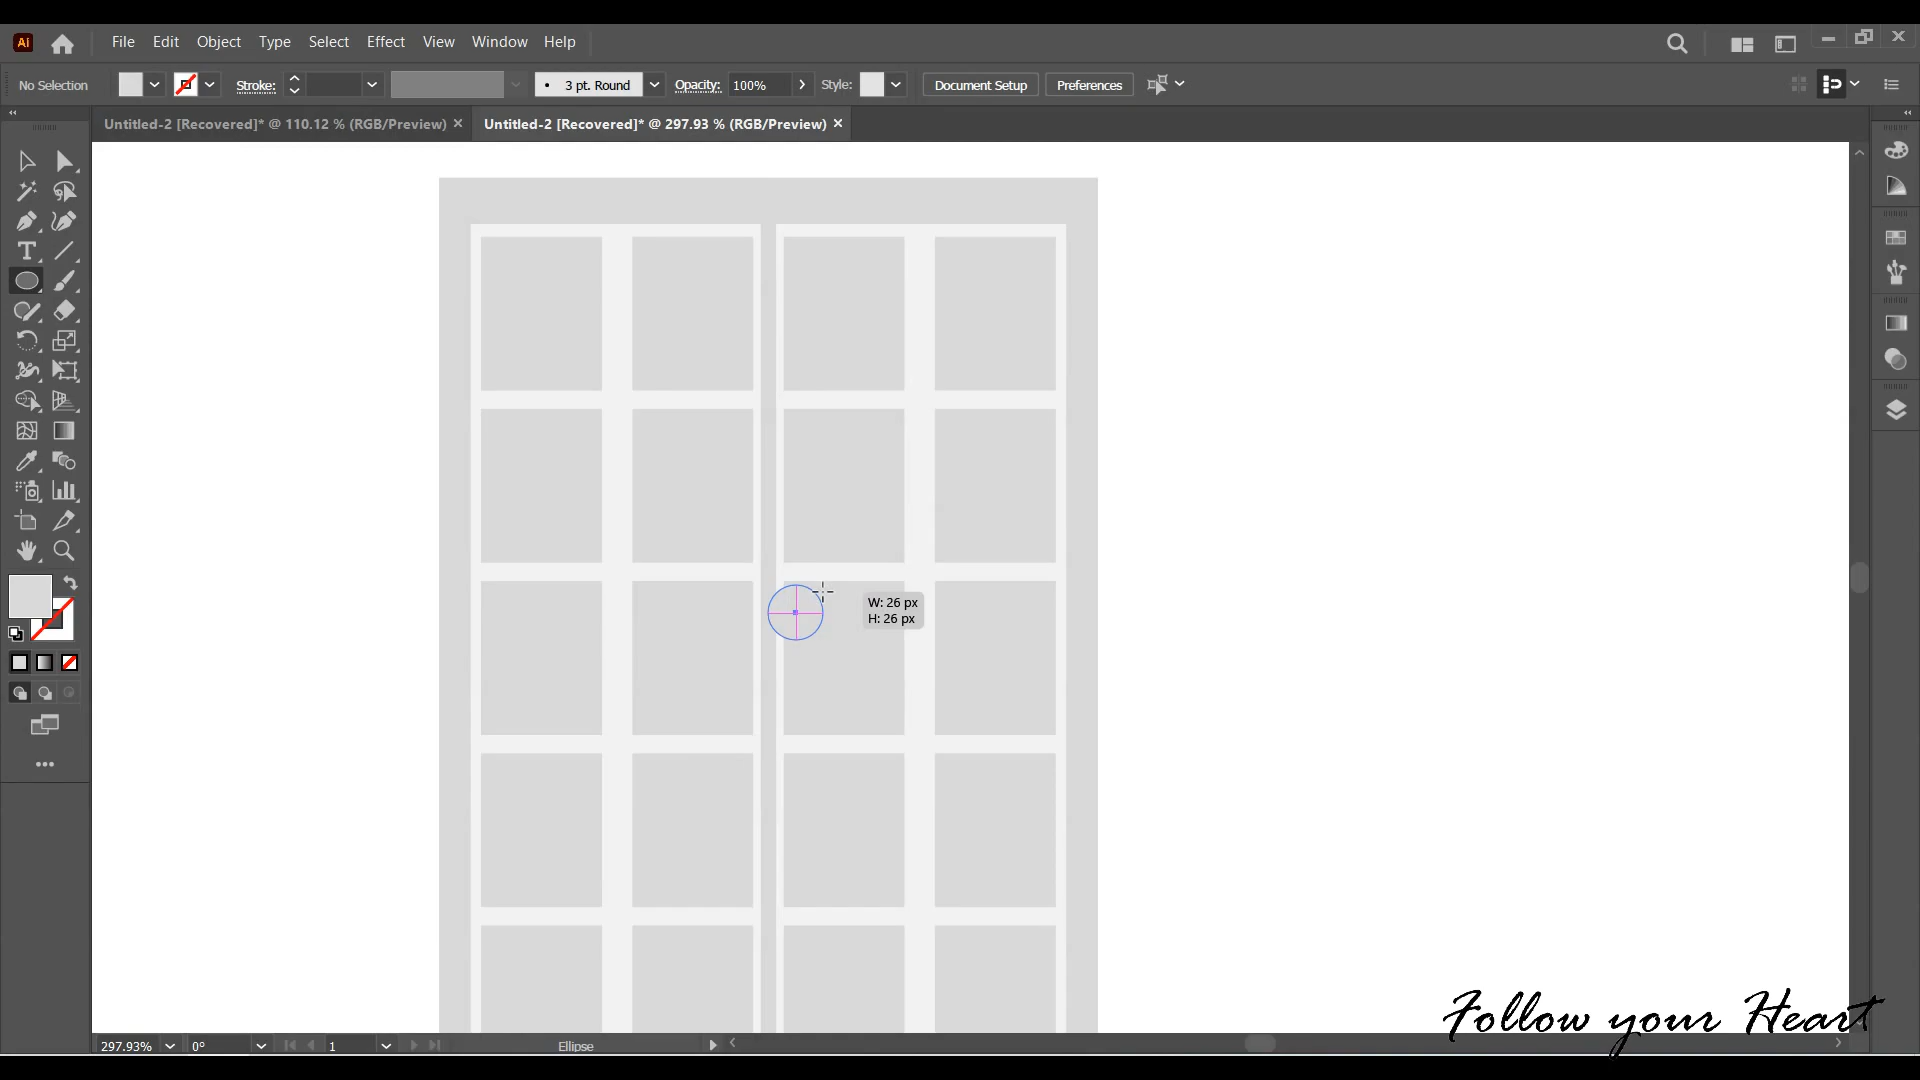 Ai File Edit Object Type Select Effect View Window Help
No Selection Stroke: 3 pt. Round Opacity: 100% Style: Document Setup Preferences
Untitled-2 [Recovered]* @ 110.12 % (RGB/Preview) × Untitled-2 [Recovered]* @ 297.93 % (RGB/Preview) ×
W: 26 px
H: 26 px
Follow your Heart
297.93% 0° 1 Ellipse